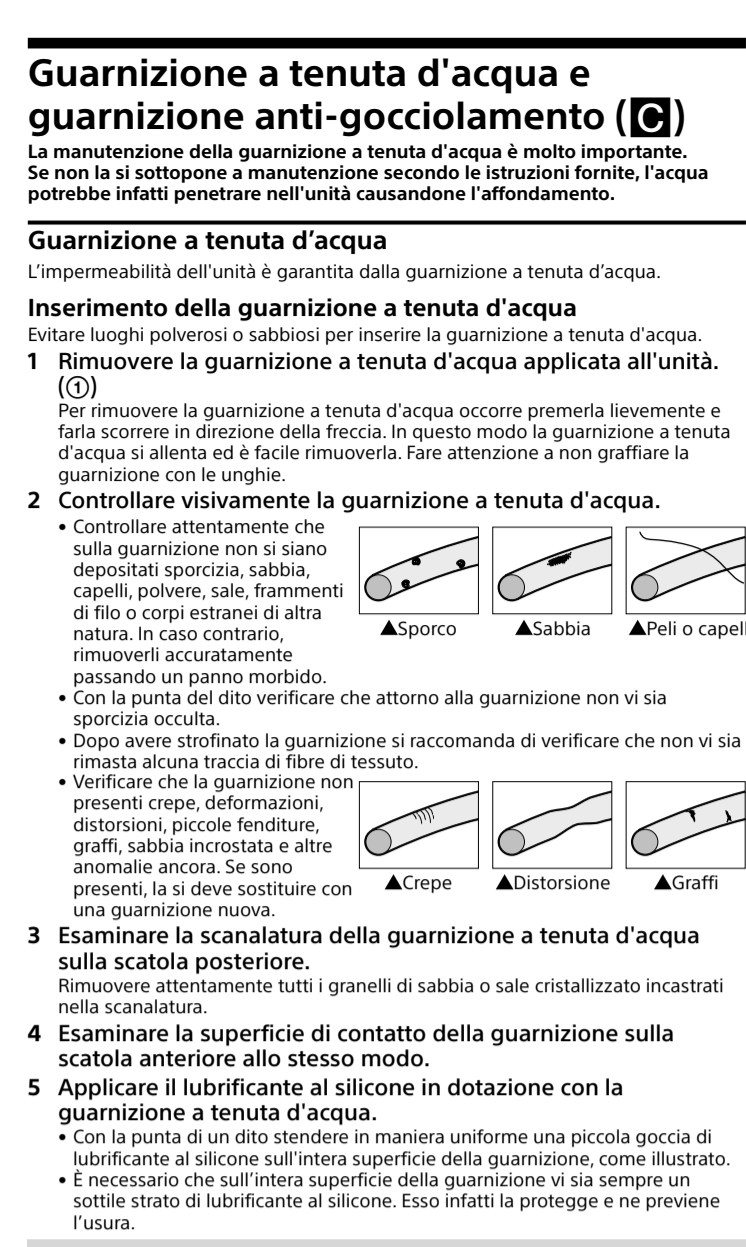 Guarnizione a tenuta d'acqua e
guarnizione anti-gocciolamento (C)
La manutenzione della guarnizione a tenuta d'acqua è molto importante.
Se non la si sottopone a manutenzione secondo le istruzioni fornite, l'acqua
potrebbe infatti penetrare nell'unità causandone l'affondamento.
Guarnizione a tenuta d’acqua
L’impermeabilità dell'unità è garantita dalla guarnizione a tenuta d’acqua.
Inserimento della guarnizione a tenuta d'acqua
Evitare luoghi polverosi o sabbiosi per inserire la guarnizione a tenuta d'acqua.
1 Rimuovere la guarnizione a tenuta d'acqua applicata all'unità.
(①)
Per rimuovere la guarnizione a tenuta d'acqua occorre premerla lievemente e
farla scorrere in direzione della freccia. In questo modo la guarnizione a tenuta
d'acqua si allenta ed è facile rimuoverla. Fare attenzione a non graffiare la
guarnizione con le unghie.
2 Controllare visivamente la guarnizione a tenuta d'acqua.
• Controllare attentamente che
sulla guarnizione non si siano
depositati sporcizia, sabbia,
capelli, polvere, sale, frammenti
di filo o corpi estranei di altra
natura. In caso contrario,
rimuoverli accuratamente
passando un panno morbido.
▲Sporco ▲Sabbia ▲Peli o capell
• Con la punta del dito verificare che attorno alla guarnizione non vi sia
sporcizia occulta.
• Dopo avere strofinato la guarnizione si raccomanda di verificare che non vi sia
rimasta alcuna traccia di fibre di tessuto.
• Verificare che la guarnizione non
presenti crepe, deformazioni,
distorsioni, piccole fenditure,
graffi, sabbia incrostata e altre
anomalie ancora. Se sono
presenti, la si deve sostituire con
una guarnizione nuova.
▲Crepe ▲Distorsione ▲Graffi
3 Esaminare la scanalatura della guarnizione a tenuta d'acqua
sulla scatola posteriore.
Rimuovere attentamente tutti i granelli di sabbia o sale cristallizzato incastrati
nella scanalatura.
4 Esaminare la superficie di contatto della guarnizione sulla
scatola anteriore allo stesso modo.
5 Applicare il lubrificante al silicone in dotazione con la
guarnizione a tenuta d'acqua.
• Con la punta di un dito stendere in maniera uniforme una piccola goccia di
lubrificante al silicone sull'intera superficie della guarnizione, come illustrato.
• È necessario che sull’intera superficie della guarnizione vi sia sempre un
sottile strato di lubrificante al silicone. Esso infatti la protegge e ne previene
l’usura.